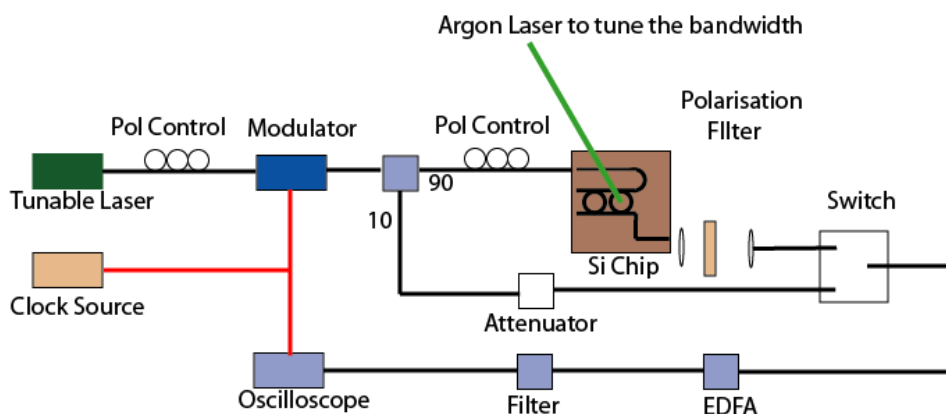 Argon Laser to tune the bandwidth
Polarisation
FIlter
Pol Control
Modulator
Pol Control
90
10
Tunable Laser
Switch
Si Chip
Clock Source
Attenuator
Oscilloscope
Filter
EDFA